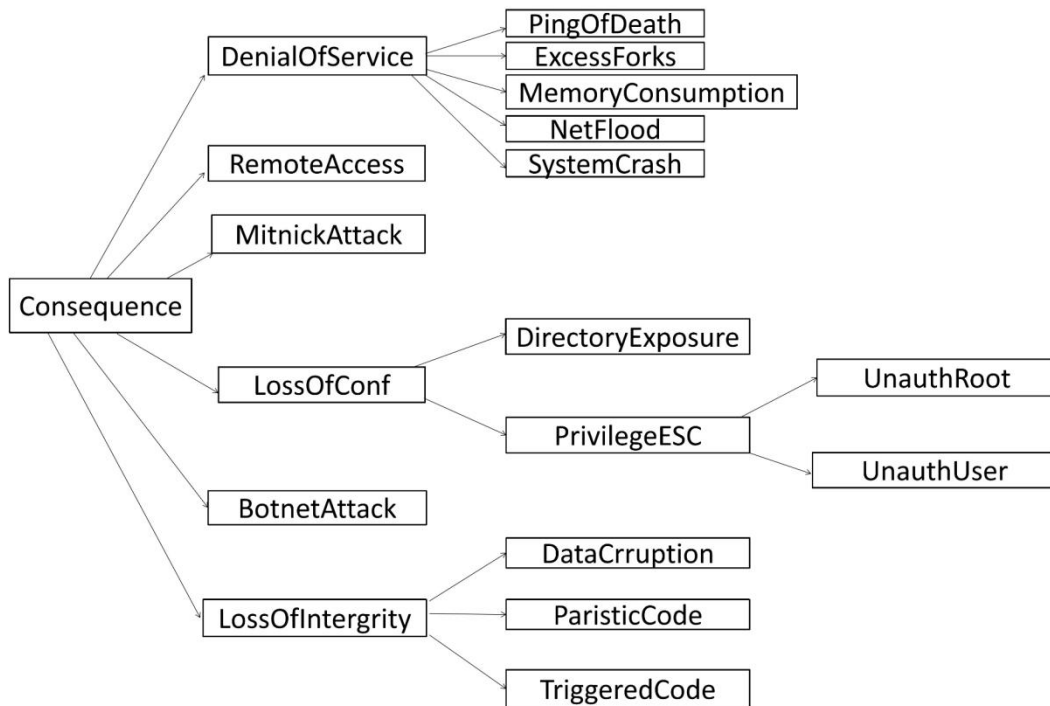 PingOfDeath
DenialOfService
ExcessForks
MemoryConsumption
NetFlood
RemoteAccess
SystemCrash
MitnickAttack
Consequence
DirectoryExposure
LossOfConf
UnauthRoot
PrivilegeESC
UnauthUser
BotnetAttack
DataCrruption
LossOfIntergrity
ParisticCode
TriggeredCode